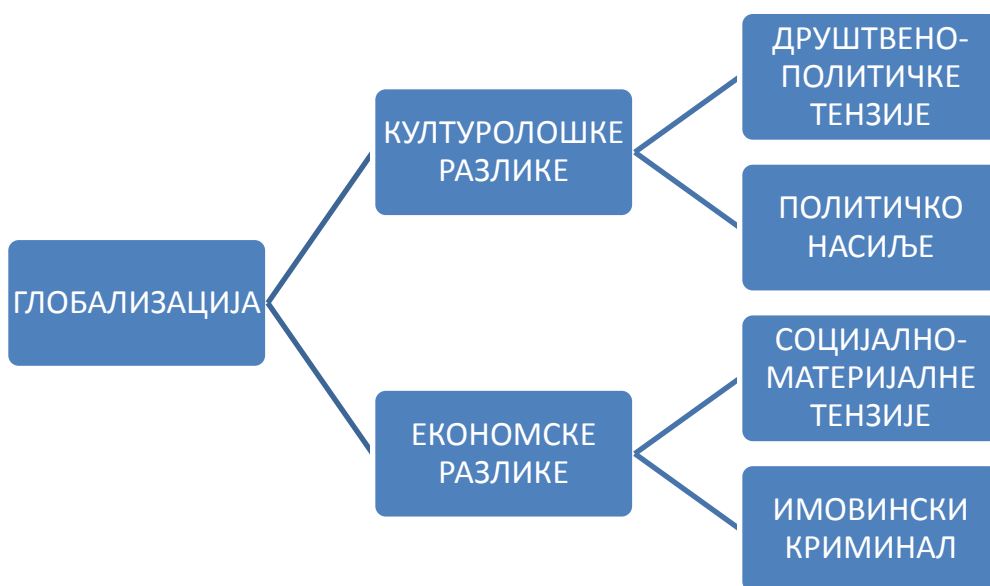 ГЛОБАЛИЗАЦИЈА
КУЛТУРОЛОШКЕ
РАЗЛИКЕ
ДРУШТВЕНО-
ПОЛИТИЧКЕ
ТЕНЗИЈЕ
ПОЛИТИЧКО
НАСИЉЕ
ЕКОНОМСКЕ
РАЗЛИКЕ
СОЦИЈАЛНО-
МАТЕРИЈАЛНЕ
ТЕНЗИЈЕ
ИМОВИНСКИ
КРИМИНАЛ